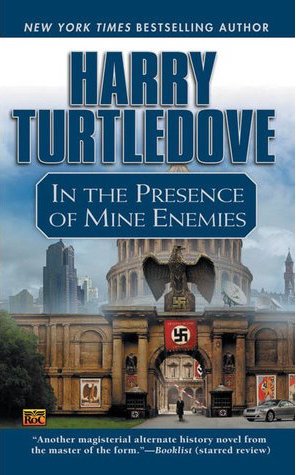 NEW YORK TIMES BESTSELLING AUTHOR
HARRY
TURTLEDOVE
IN THE PRESENCE
OF MINE ENEMIES
ROC
"Another magisterial alternate history novel from
the master of the form."—Booklist (starred review)